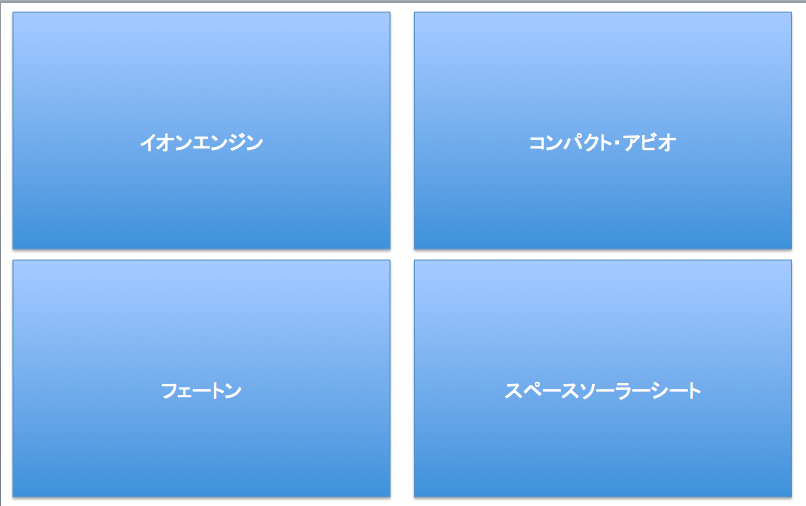 イオンエンジン
コンパクト・アビオ
フェートン
スペースソーラーシート